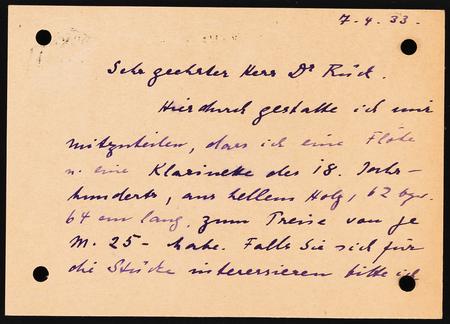 7.4.33.
Sehr geehrter Herr Dr Rück.
Hierdurch gestatte ich mir
mitzuteilen, dass ich eine Flöte
u. eine Klarinette des 18. Jahr-
hunderts, aus hellem Holz, 62 bzw.
64 cm lang, zum Preise von je
M. 25- habe. Falls Sie sich für
die Stücke interessieren bitte ich